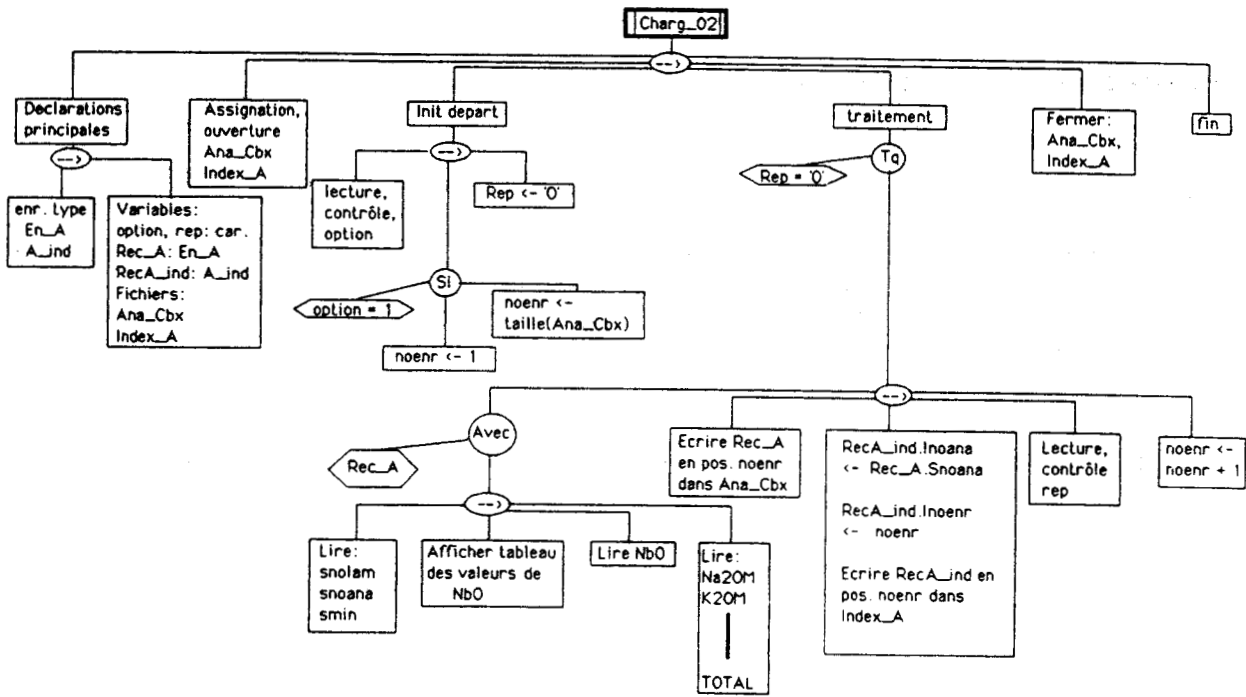 Charg_02
-->
Declarations
principales
Assignation,
ouverture
Ana_Cbx
Index_A
Init depart
traitement
Fermer:
Ana_Cbx,
Index_A
fin
-->
enr. type
En_A
A_ind
Variables:
option, rep: car.
Rec_A: En_A
RecA_ind: A_ind
Fichiers:
Ana_Cbx
Index_A
-->
lecture,
contrôle,
option
Rep <- 'O'
Si
option = 1
noenr <- 1
noenr <-
taille(Ana_Cbx)
Tq
Rep = 'O'
-->
Avec
Rec_A
-->
Lire:
snolam
snoana
smin
Afficher tableau
des valeurs de
NbO
Lire NbO
Lire:
Na2OM
K2OM
TOTAL
Ecrire Rec_A
en pos. noenr
dans Ana_Cbx
RecA_ind.Inoana
<- Rec_A.Snoana
RecA_ind.Inoenr
<- noenr
Ecrire RecA_ind en
pos. noenr dans
Index_A
Lecture,
contrôle
rep
noenr <-
noenr + 1